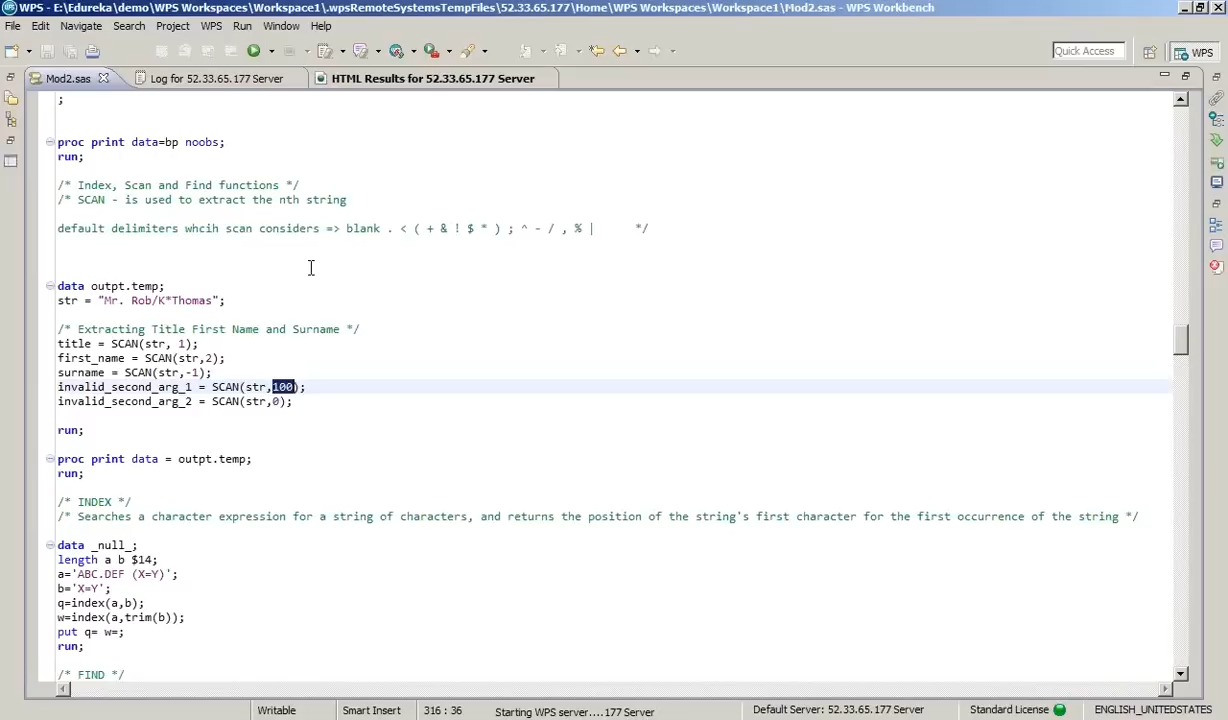 WPS - E:\Edureka\demo\WPS Workspaces\Workspace1\.wpsRemoteSystemsTempFiles\52.33.65.177\Home\WPS Workspaces\Workspace1\Mod2.sas - WPS Workbench
File Edit Navigate Search Project WPS Run Window Help
Quick Access WPS
Mod2.sas Log for 52.33.65.177 Server HTML Results for 52.33.65.177 Server
;
proc print data=bp noobs;
run;
/* Index, Scan and Find functions */
/* SCAN - is used to extract the nth string
default delimiters whcih scan considers => blank . < ( + & ! $ * ) ; ^ - / , % | */
data outpt.temp;
str = "Mr. Rob/K*Thomas";
/* Extracting Title First Name and Surname */
title = SCAN(str, 1);
first_name = SCAN(str,2);
surname = SCAN(str,-1);
invalid_second_arg_1 = SCAN(str,100);
invalid_second_arg_2 = SCAN(str,0);
run;
proc print data = outpt.temp;
run;
/* INDEX */
/* Searches a character expression for a string of characters, and returns the position of the string's first character for the first occurrence of the string */
data _null_;
length a b $14;
a='ABC.DEF (X=Y)';
b='X=Y';
q=index(a,b);
w=index(a,trim(b));
put q= w=;
run;
/* FIND */
Writable Smart Insert 316 : 36 Starting WPS server....177 Server Default Server: 52.33.65.177 Server Standard License ENGLISH_UNITEDSTATES